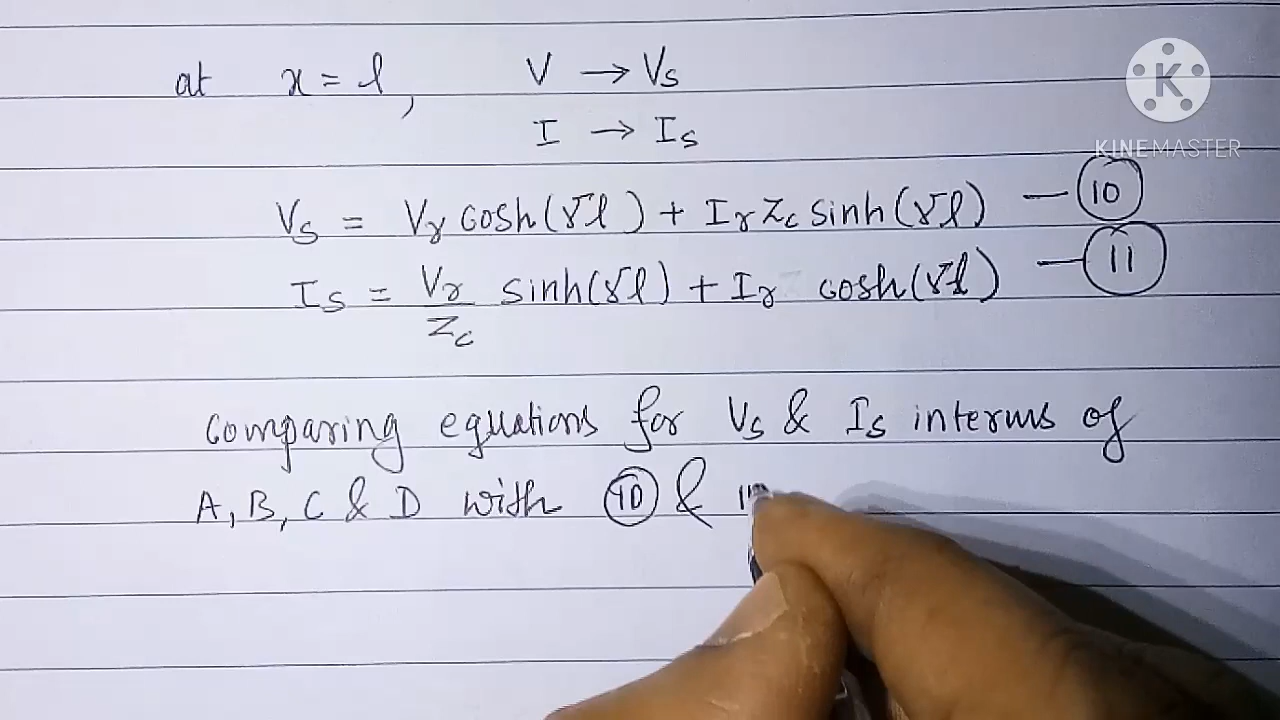 at x = l, V → Vs
I → Is
K
KINEMASTER
Vs = Vr cosh(γl) + Ir Zc sinh(γl) — 10
Is = Vr/Zc sinh(γl) + Ir cosh(γl) — 11
Comparing equations for Vs & Is interms of
A, B, C & D with 10 & 11